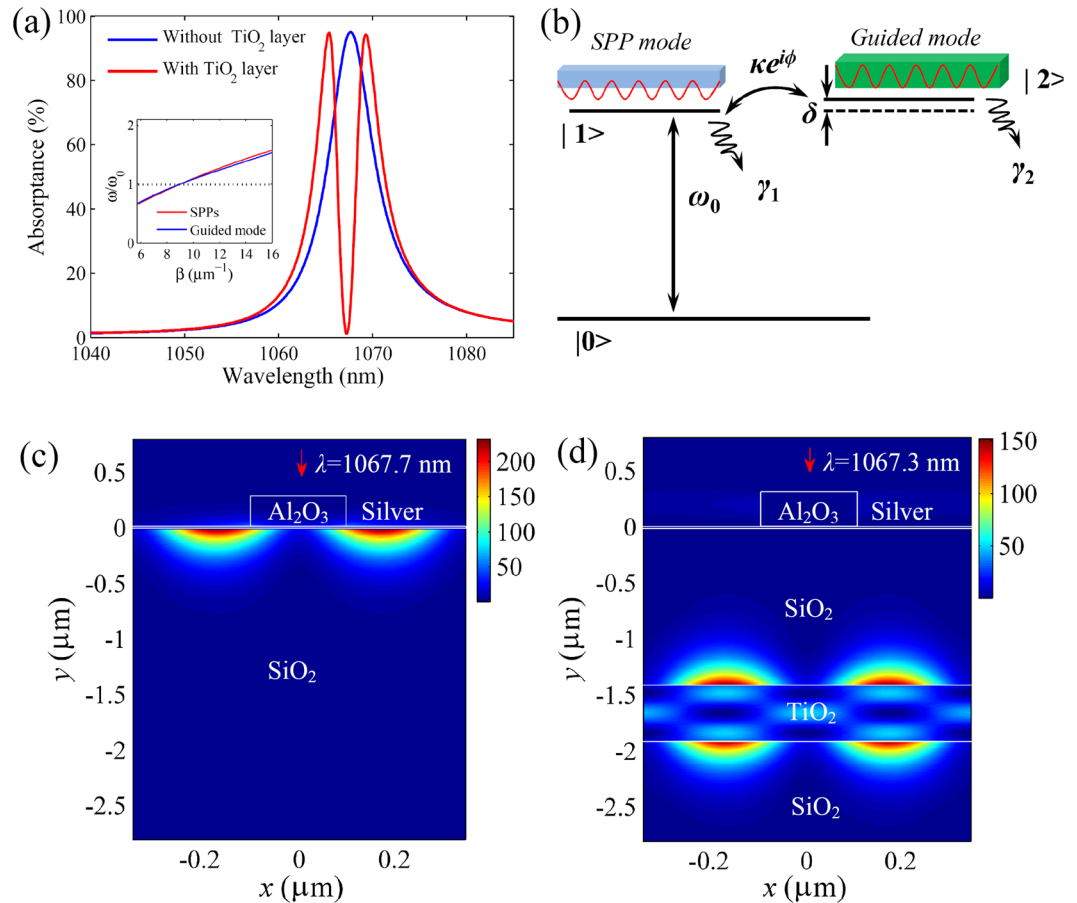 (a)
100
80
60
40
20
0
Absorptance (%)
Without TiO₂ layer
With TiO₂ layer
2
1
0
ω/ω₀
SPPs
Guided mode
6 8 10 12 14 16
β (μm⁻¹)
1040 1050 1060 1070 1080
Wavelength (nm)
(b)
SPP mode
Guided mode
κe^{iϕ}
| 2>
δ
| 1>
γ₁
γ₂
ω₀
|0>
(c)
λ=1067.7 nm
Al₂O₃
Silver
SiO₂
0.5
0
-0.5
-1
-1.5
-2
-2.5
y (μm)
-0.2 0 0.2
x (μm)
200
150
100
50
(d)
λ=1067.3 nm
Al₂O₃
Silver
SiO₂
TiO₂
SiO₂
0.5
0
-0.5
-1
-1.5
-2
-2.5
y (μm)
-0.2 0 0.2
x (μm)
150
100
50